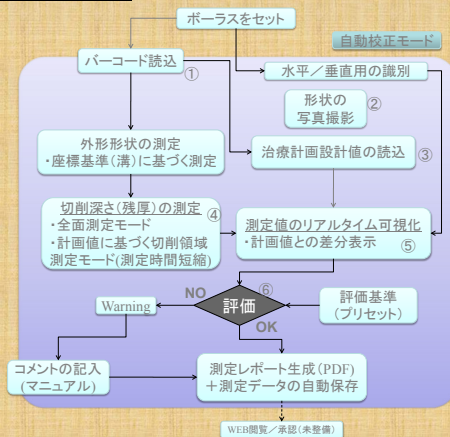 ボーラスをセット
自動校正モード
バーコード読込
①
水平／垂直用の識別
形状の
写真撮影
②
外形形状の測定
・座標基準（溝）に基づく測定
治療計画設計値の読込
③
切削深さ（残厚）の測定
・全面測定モード
・計画値に基づく切削領域
測定モード(測定時間短縮)
④
測定値のリアルタイム可視化
・計画値との差分表示
⑤
NO
⑥
評価
OK
Warning
評価基準
（プリセット）
コメントの記入
(マニュアル)
測定レポート生成（PDF）
＋測定データの自動保存
WEB閲覧／承認（未整備）